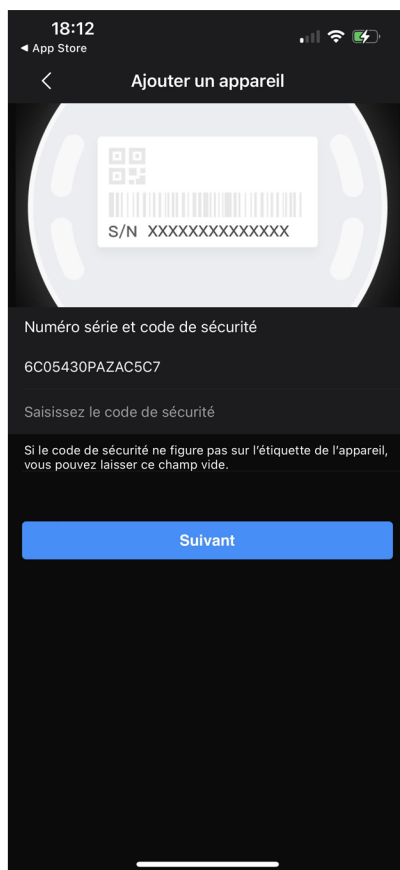 18:12
◀ App Store
Ajouter un appareil
S/N XXXXXXXXXXXXXX
Numéro série et code de sécurité
6C05430PAZAC5C7
Saisissez le code de sécurité
Si le code de sécurité ne figure pas sur l'étiquette de l'appareil,
vous pouvez laisser ce champ vide.
Suivant